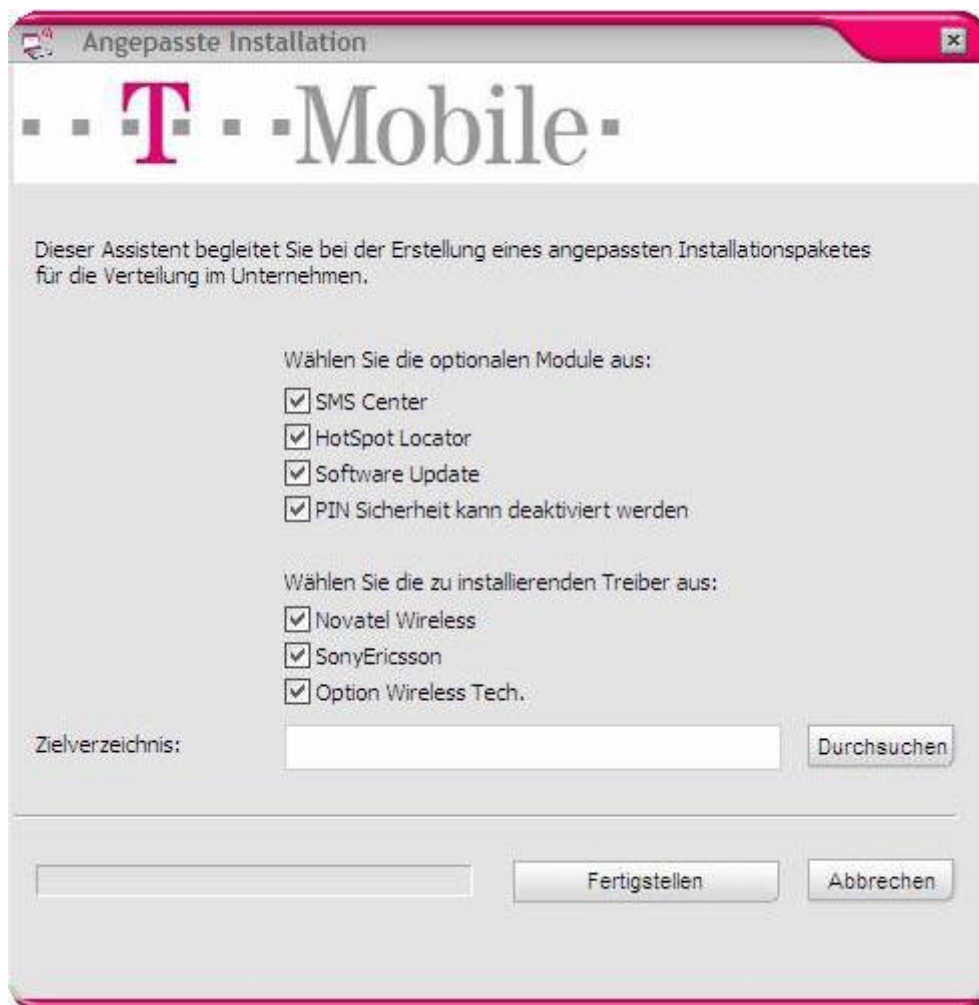 Angepasste Installation
T Mobile
Dieser Assistent begleitet Sie bei der Erstellung eines angepassten Installationspaketes
für die Verteilung im Unternehmen.
Wählen Sie die optionalen Module aus:
SMS Center
HotSpot Locator
Software Update
PIN Sicherheit kann deaktiviert werden
Wählen Sie die zu installierenden Treiber aus:
Novatel Wireless
SonyEricsson
Option Wireless Tech.
Zielverzeichnis:
Durchsuchen
Fertigstellen
Abbrechen